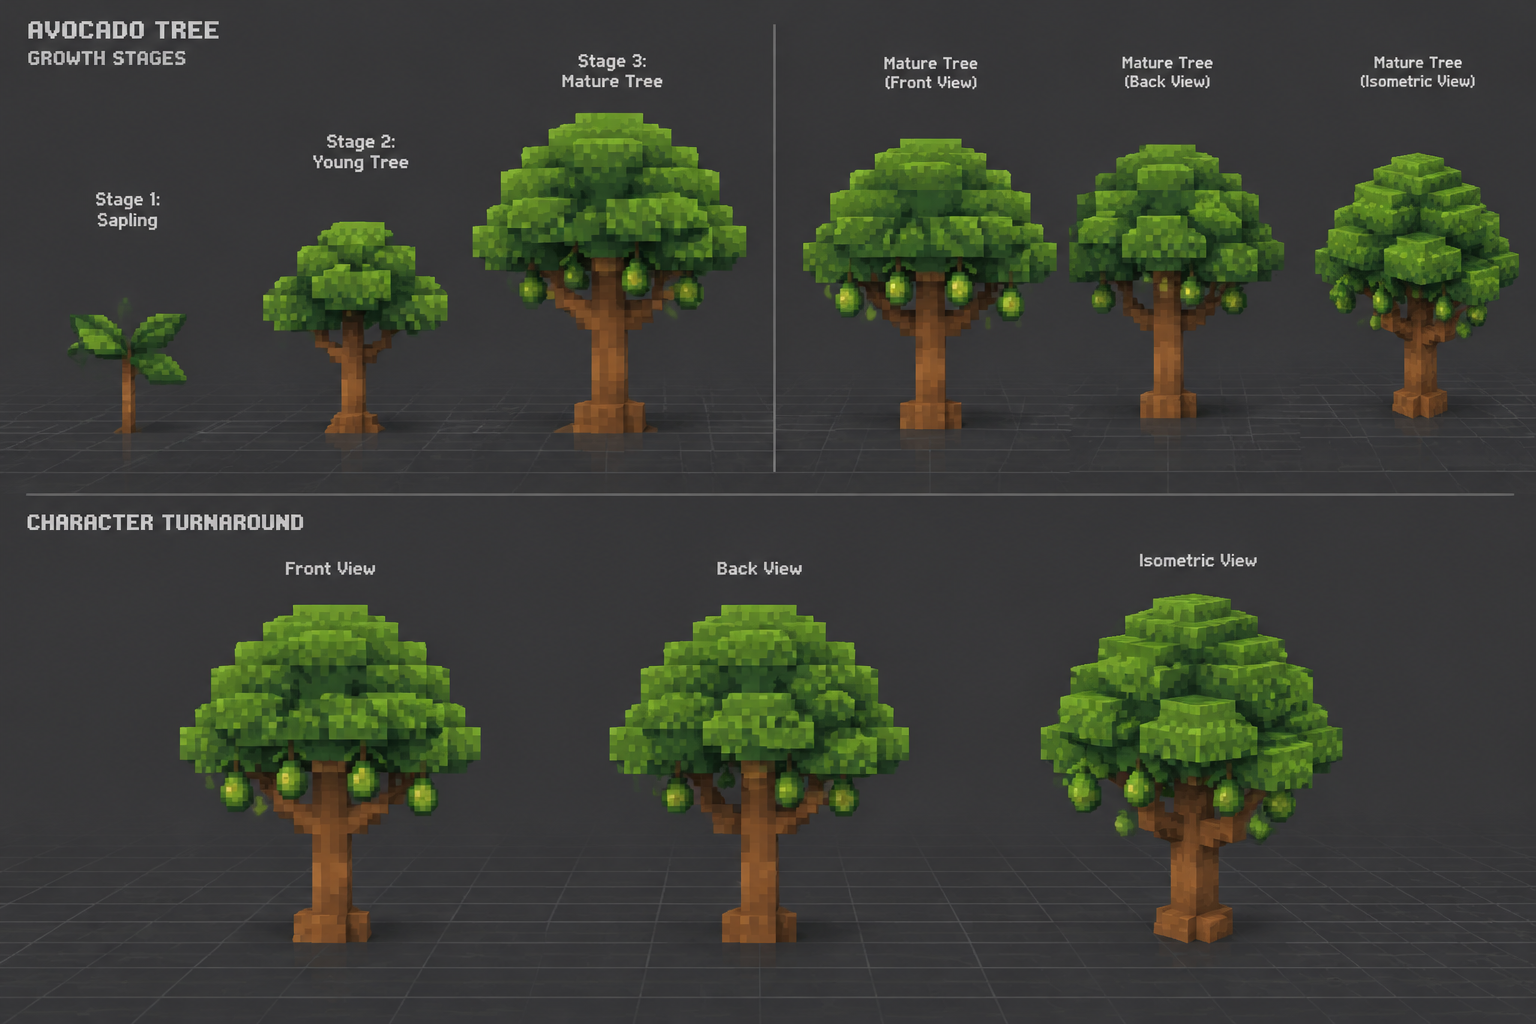 AVOCADO TREE
GROWTH STAGES
Stage 1:
Sapling
Stage 2:
Young Tree
Stage 3:
Mature Tree
Mature Tree
(Front View)
Mature Tree
(Back View)
Mature Tree
(Isometric View)
CHARACTER TURNAROUND
Front View
Back View
Isometric View